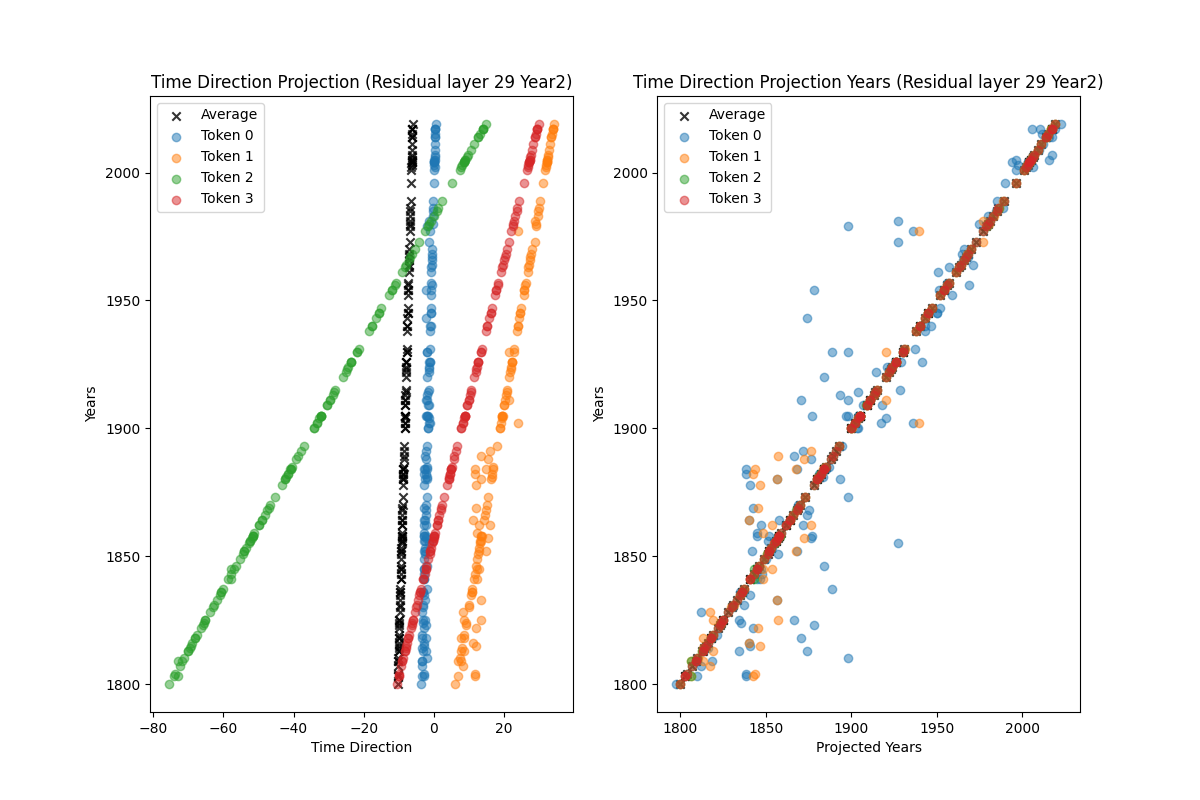 Time Direction Projection (Residual layer 29 Year2)
Average
Token 0
Token 1
Token 2
Token 3
2000
1950
1900
1850
1800
Years
−80
−60
−40
−20
0
20
Time Direction
Time Direction Projection Years (Residual layer 29 Year2)
Average
Token 0
Token 1
Token 2
Token 3
2000
1950
1900
1850
1800
Years
1800
1850
1900
1950
2000
Projected Years